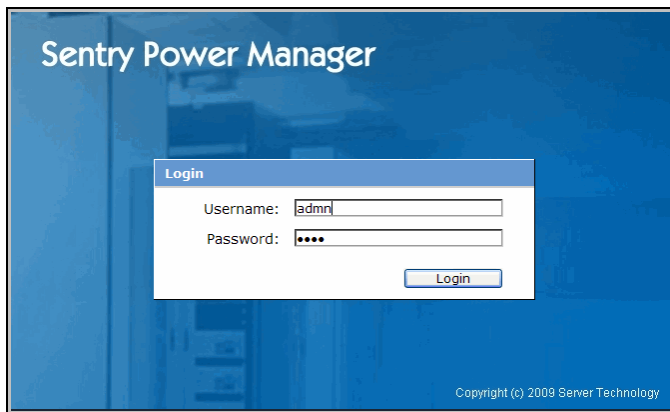 Sentry Power Manager
Login
Username: admn
Password: ••••
Login
Copyright (c) 2009 Server Technology